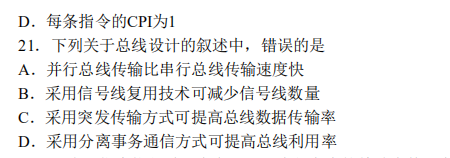 D．每条指令的CPI为1
21．下列关于总线设计的叙述中，错误的是
A．并行总线传输比串行总线传输速度快
B．采用信号线复用技术可减少信号线数量
C．采用突发传输方式可提高总线数据传输率
D．采用分离事务通信方式可提高总线利用率